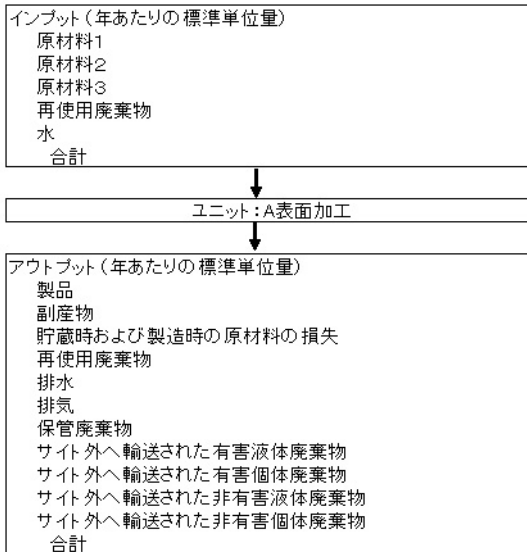 インプット(年あたりの標準単位量)
原材料1
原材料2
原材料3
再使用廃棄物
水
合計
ユニット:A表面加工
アウトプット(年あたりの標準単位量)
製品
副産物
貯蔵時および製造時の原材料の損失
再使用廃棄物
排水
排気
保管廃棄物
サイト外へ輸送された有害液体廃棄物
サイト外へ輸送された有害個体廃棄物
サイト外へ輸送された非有害液体廃棄物
サイト外へ輸送された非有害個体廃棄物
合計